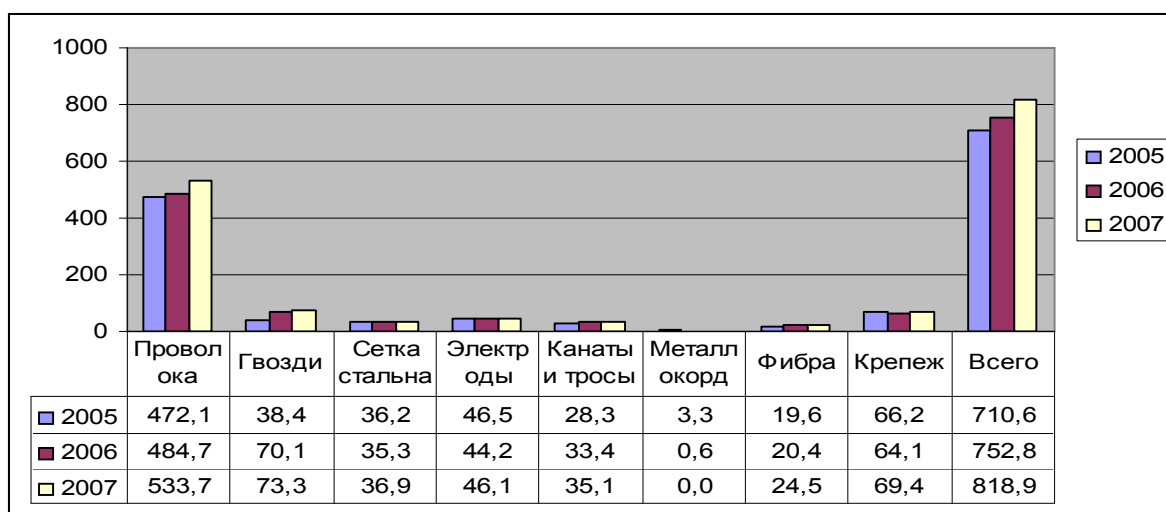 1000
800
600
400
200
0
2005
2006
2007
Провол
ока
Гвозди
Сетка
стальна
Электр
оды
Канаты
и тросы
Металл
окорд
Фибра
Крепеж
Всего
2005 472,1 38,4 36,2 46,5 28,3 3,3 19,6 66,2 710,6
2006 484,7 70,1 35,3 44,2 33,4 0,6 20,4 64,1 752,8
2007 533,7 73,3 36,9 46,1 35,1 0,0 24,5 69,4 818,9